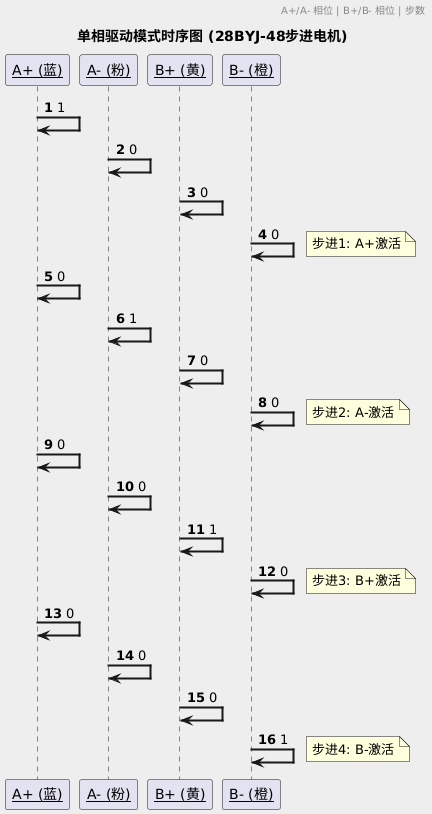 A+/A- 相位 | B+/B- 相位 | 步数
单相驱动模式时序图 (28BYJ-48步进电机)
A+ (蓝) A- (粉) B+ (黄) B- (橙)
1 1
2 0
3 0
4 0 步进1: A+激活
5 0
6 1
7 0
8 0 步进2: A-激活
9 0
10 0
11 1
12 0 步进3: B+激活
13 0
14 0
15 0
16 1 步进4: B-激活
A+ (蓝) A- (粉) B+ (黄) B- (橙)